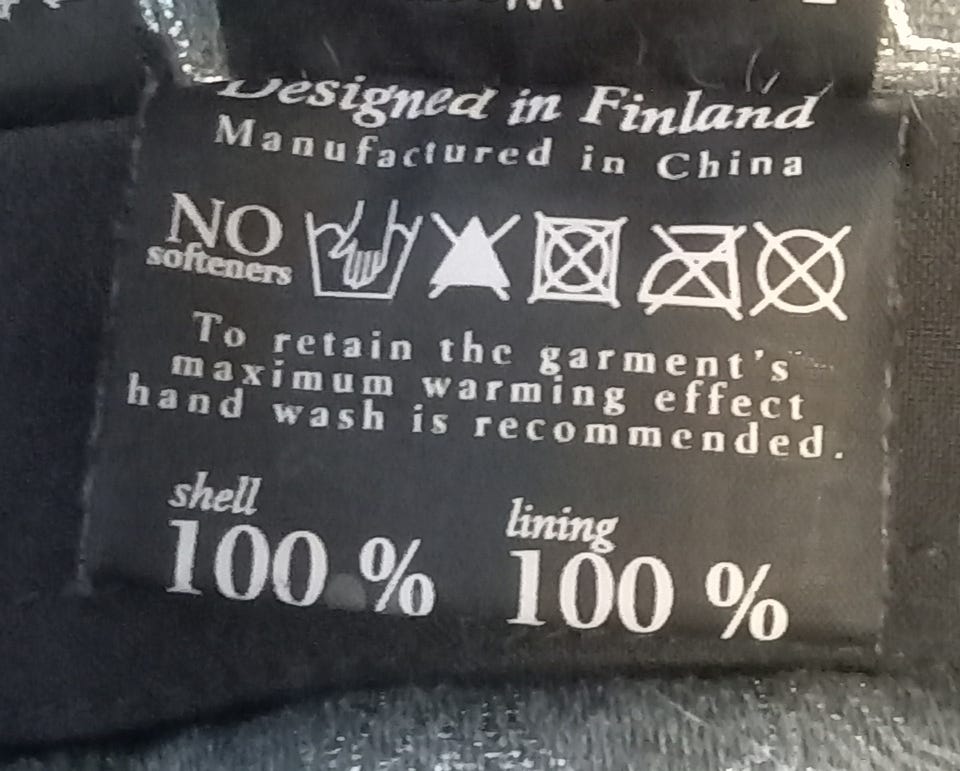 Designed in Finland
Manufactured in China
NO
softeners
To retain the garment's
maximum warming effect
hand wash is recommended.
shell
100 %
lining
100 %